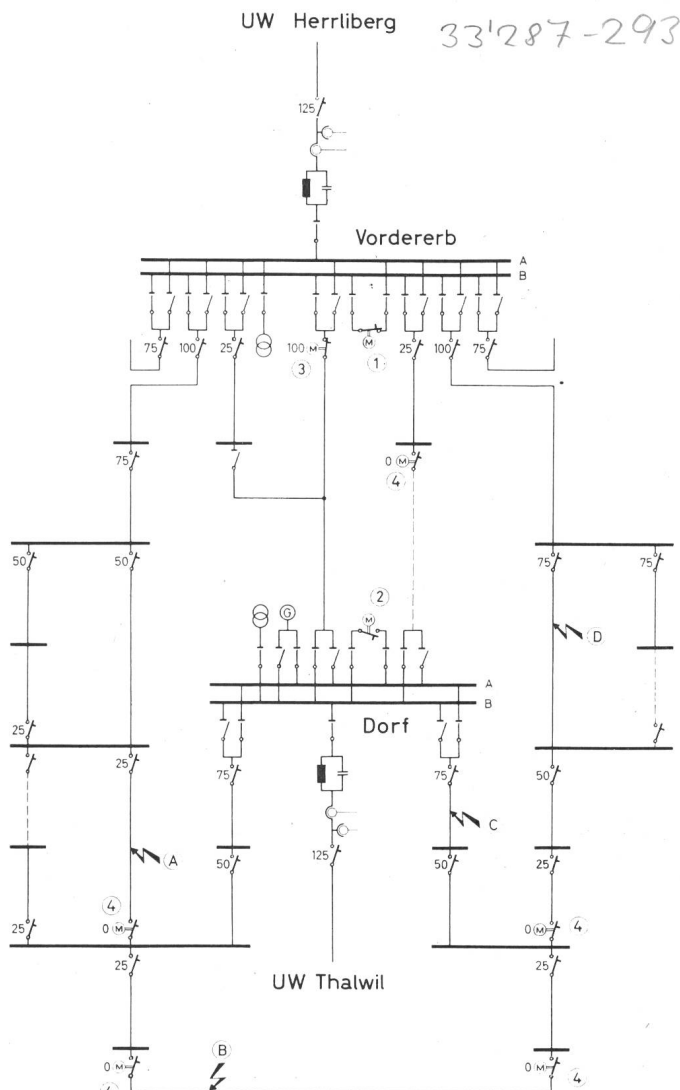 UW Herrliberg
33'287-293
125
Vordererb
A
B
75 100 25 100 M M 25 100 75
3 1
75 0 M
4
50 50 75 75
2
G M D
A
B
25 Dorf
25 75 75 50
C
A 50 125 50 25
4 4
25 0 M 0 M
25 25
UW Thalwil
B
0 M 0 M
4 4